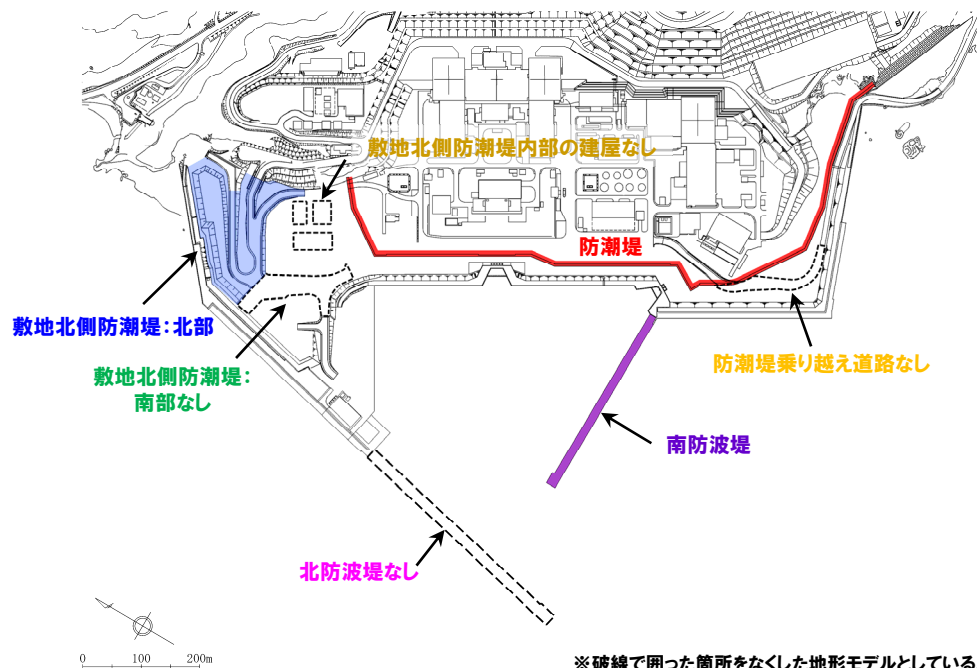 敷地北側防潮堤内部の建屋なし
防潮堤
敷地北側防潮堤：北部
敷地北側防潮堤：
南部なし
防潮堤乗り越え道路なし
南防波堤
北防波堤なし
0 100 200m
※破線で囲った箇所をなくした地形モデルとしている